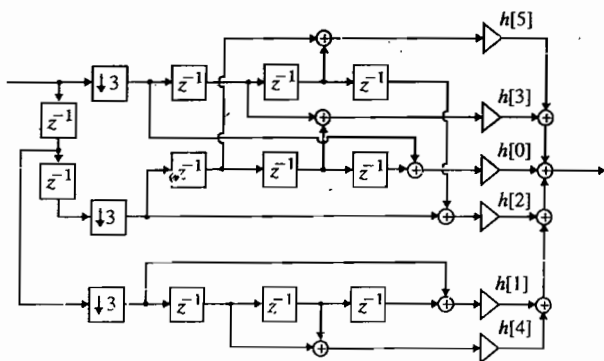 h[5]
↓3 z⁻¹ z⁻¹ z⁻¹
z⁻¹ h[3]
z⁻¹ z⁻¹ z⁻¹ z⁻¹ h[0]
↓3 h[2]
↓3 z⁻¹ z⁻¹ z⁻¹ h[1]
h[4]